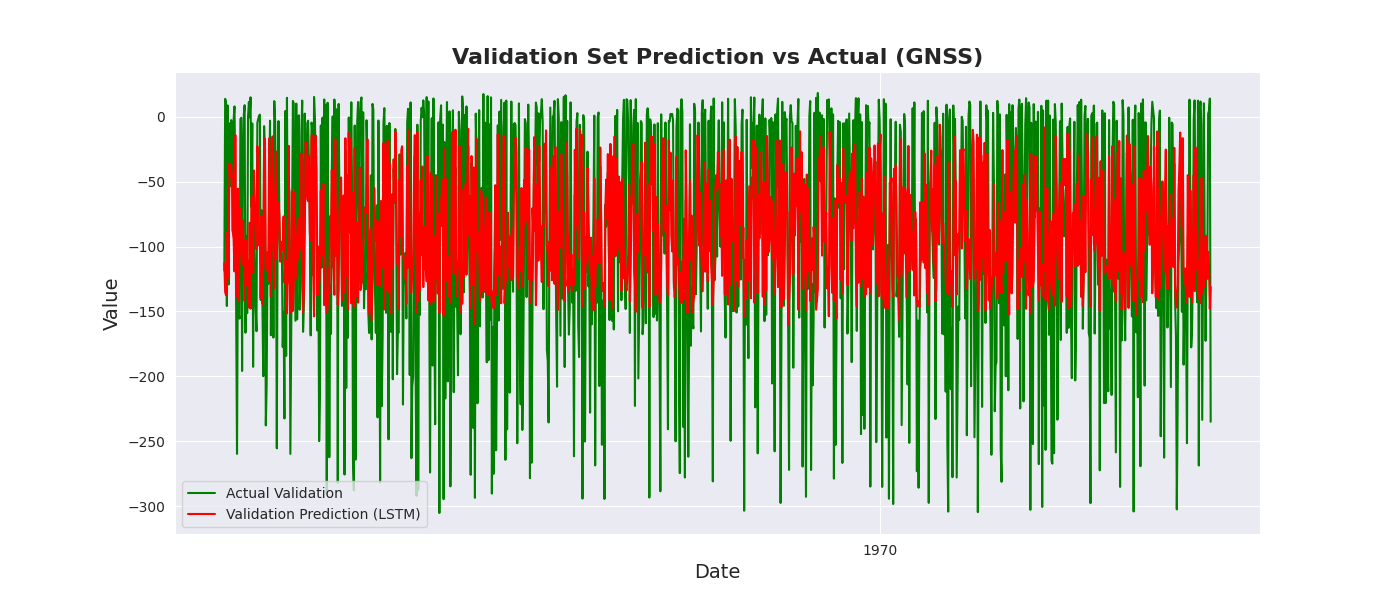 Validation Set Prediction vs Actual (GNSS)
0
−50
−100
−150
−200
−250
−300
Value
Actual Validation
Validation Prediction (LSTM)
1970
Date